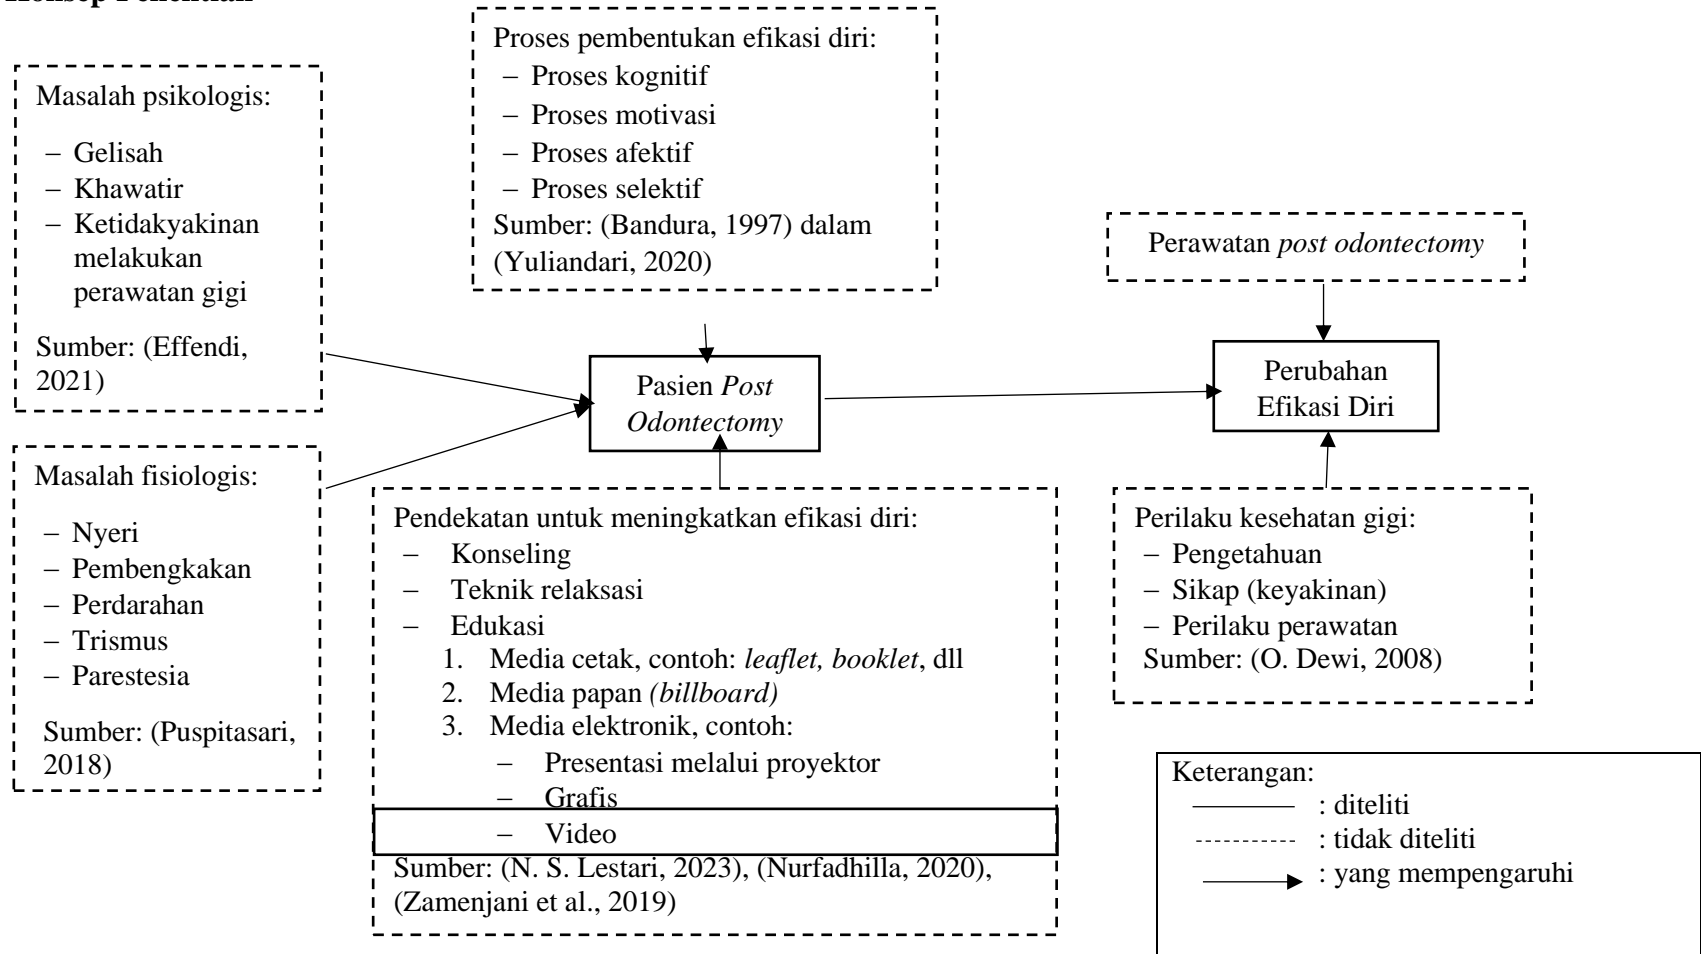 Masalah psikologis:
– Gelisah
– Khawatir
– Ketidakyakinan
melakukan
perawatan gigi
Sumber: (Effendi,
2021)
Masalah fisiologis:
– Nyeri
– Pembengkakan
– Perdarahan
– Trismus
– Parestesia
Sumber: (Puspitasari,
2018)
Proses pembentukan efikasi diri:
– Proses kognitif
– Proses motivasi
– Proses afektif
– Proses selektif
Sumber: (Bandura, 1997) dalam
(Yuliandari, 2020)
Pasien Post
Odontectomy
Pendekatan untuk meningkatkan efikasi diri:
– Konseling
– Teknik relaksasi
– Edukasi
1. Media cetak, contoh: leaflet, booklet, dll
2. Media papan (billboard)
3. Media elektronik, contoh:
– Presentasi melalui proyektor
– Grafis
– Video
Sumber: (N. S. Lestari, 2023), (Nurfadhilla, 2020),
(Zamenjani et al., 2019)
Perawatan post odontectomy
Perubahan
Efikasi Diri
Perilaku kesehatan gigi:
– Pengetahuan
– Sikap (keyakinan)
– Perilaku perawatan
Sumber: (O. Dewi, 2008)
Keterangan:
: diteliti
: tidak diteliti
: yang mempengaruhi